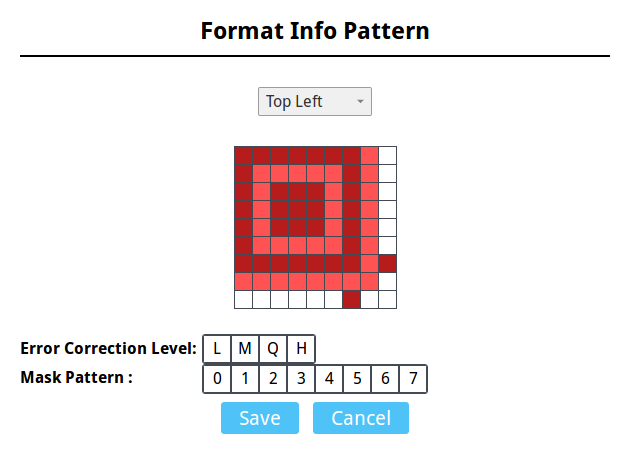 Format Info Pattern
Top Left
Error Correction Level: L M Q H
Mask Pattern : 0 1 2 3 4 5 6 7
Save Cancel